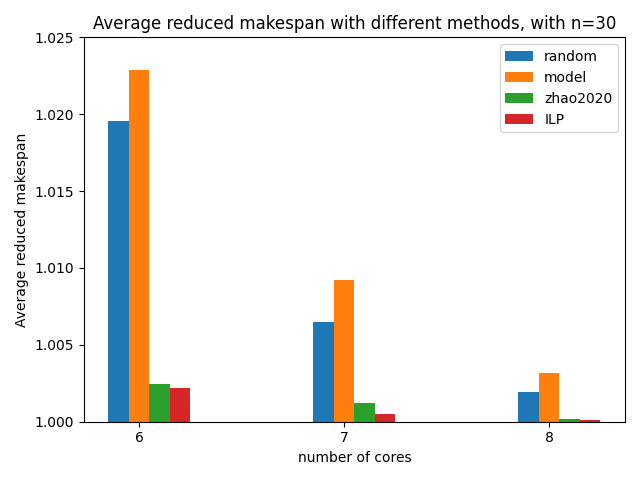 Average reduced makespan with different methods, with n=30
Average reduced makespan
1.025
1.020
1.015
1.010
1.005
1.000
random
model
zhao2020
ILP
6
7
8
number of cores